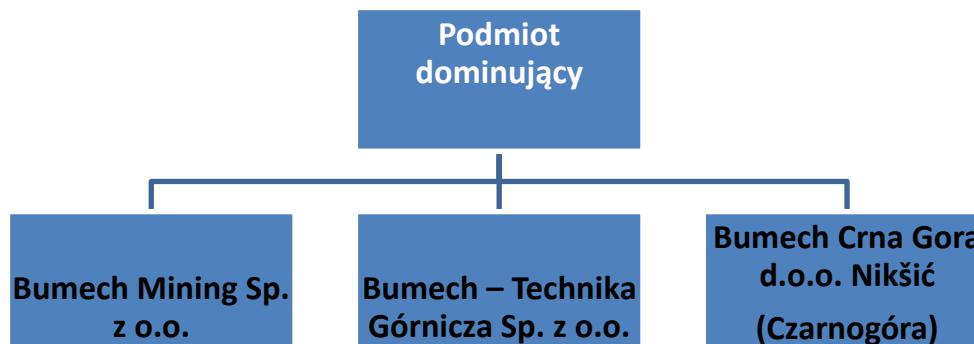 Podmiot
dominujący
Bumech Mining Sp.
z o.o.
Bumech – Technika
Górnicza Sp. z o.o.
Bumech Crna Gora
d.o.o. Nikšić
(Czarnogóra)